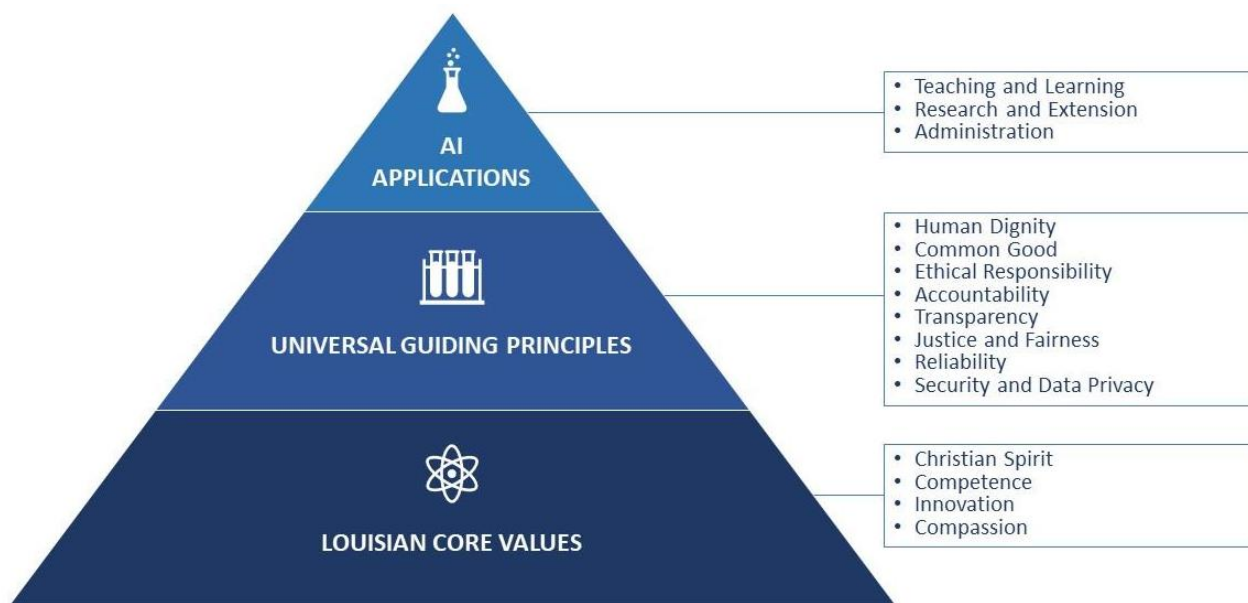 AI
APPLICATIONS
• Teaching and Learning
• Research and Extension
• Administration
UNIVERSAL GUIDING PRINCIPLES
• Human Dignity
• Common Good
• Ethical Responsibility
• Accountability
• Transparency
• Justice and Fairness
• Reliability
• Security and Data Privacy
LOUISIAN CORE VALUES
• Christian Spirit
• Competence
• Innovation
• Compassion